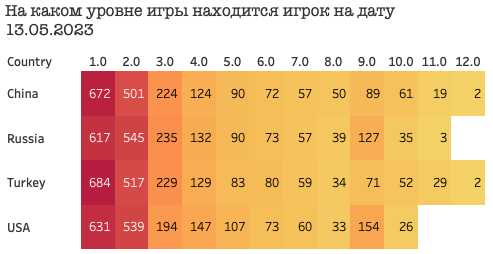 На каком уровне игры находится игрок на дату
13.05.2023
Country 1.0 2.0 3.0 4.0 5.0 6.0 7.0 8.0 9.0 10.0 11.0 12.0
China 672 501 224 124 90 72 57 50 89 61 19 2
Russia 617 545 235 132 90 73 57 39 127 35 3
Turkey 684 517 229 129 83 80 59 34 71 52 29 2
USA 631 539 194 147 107 73 60 33 154 26